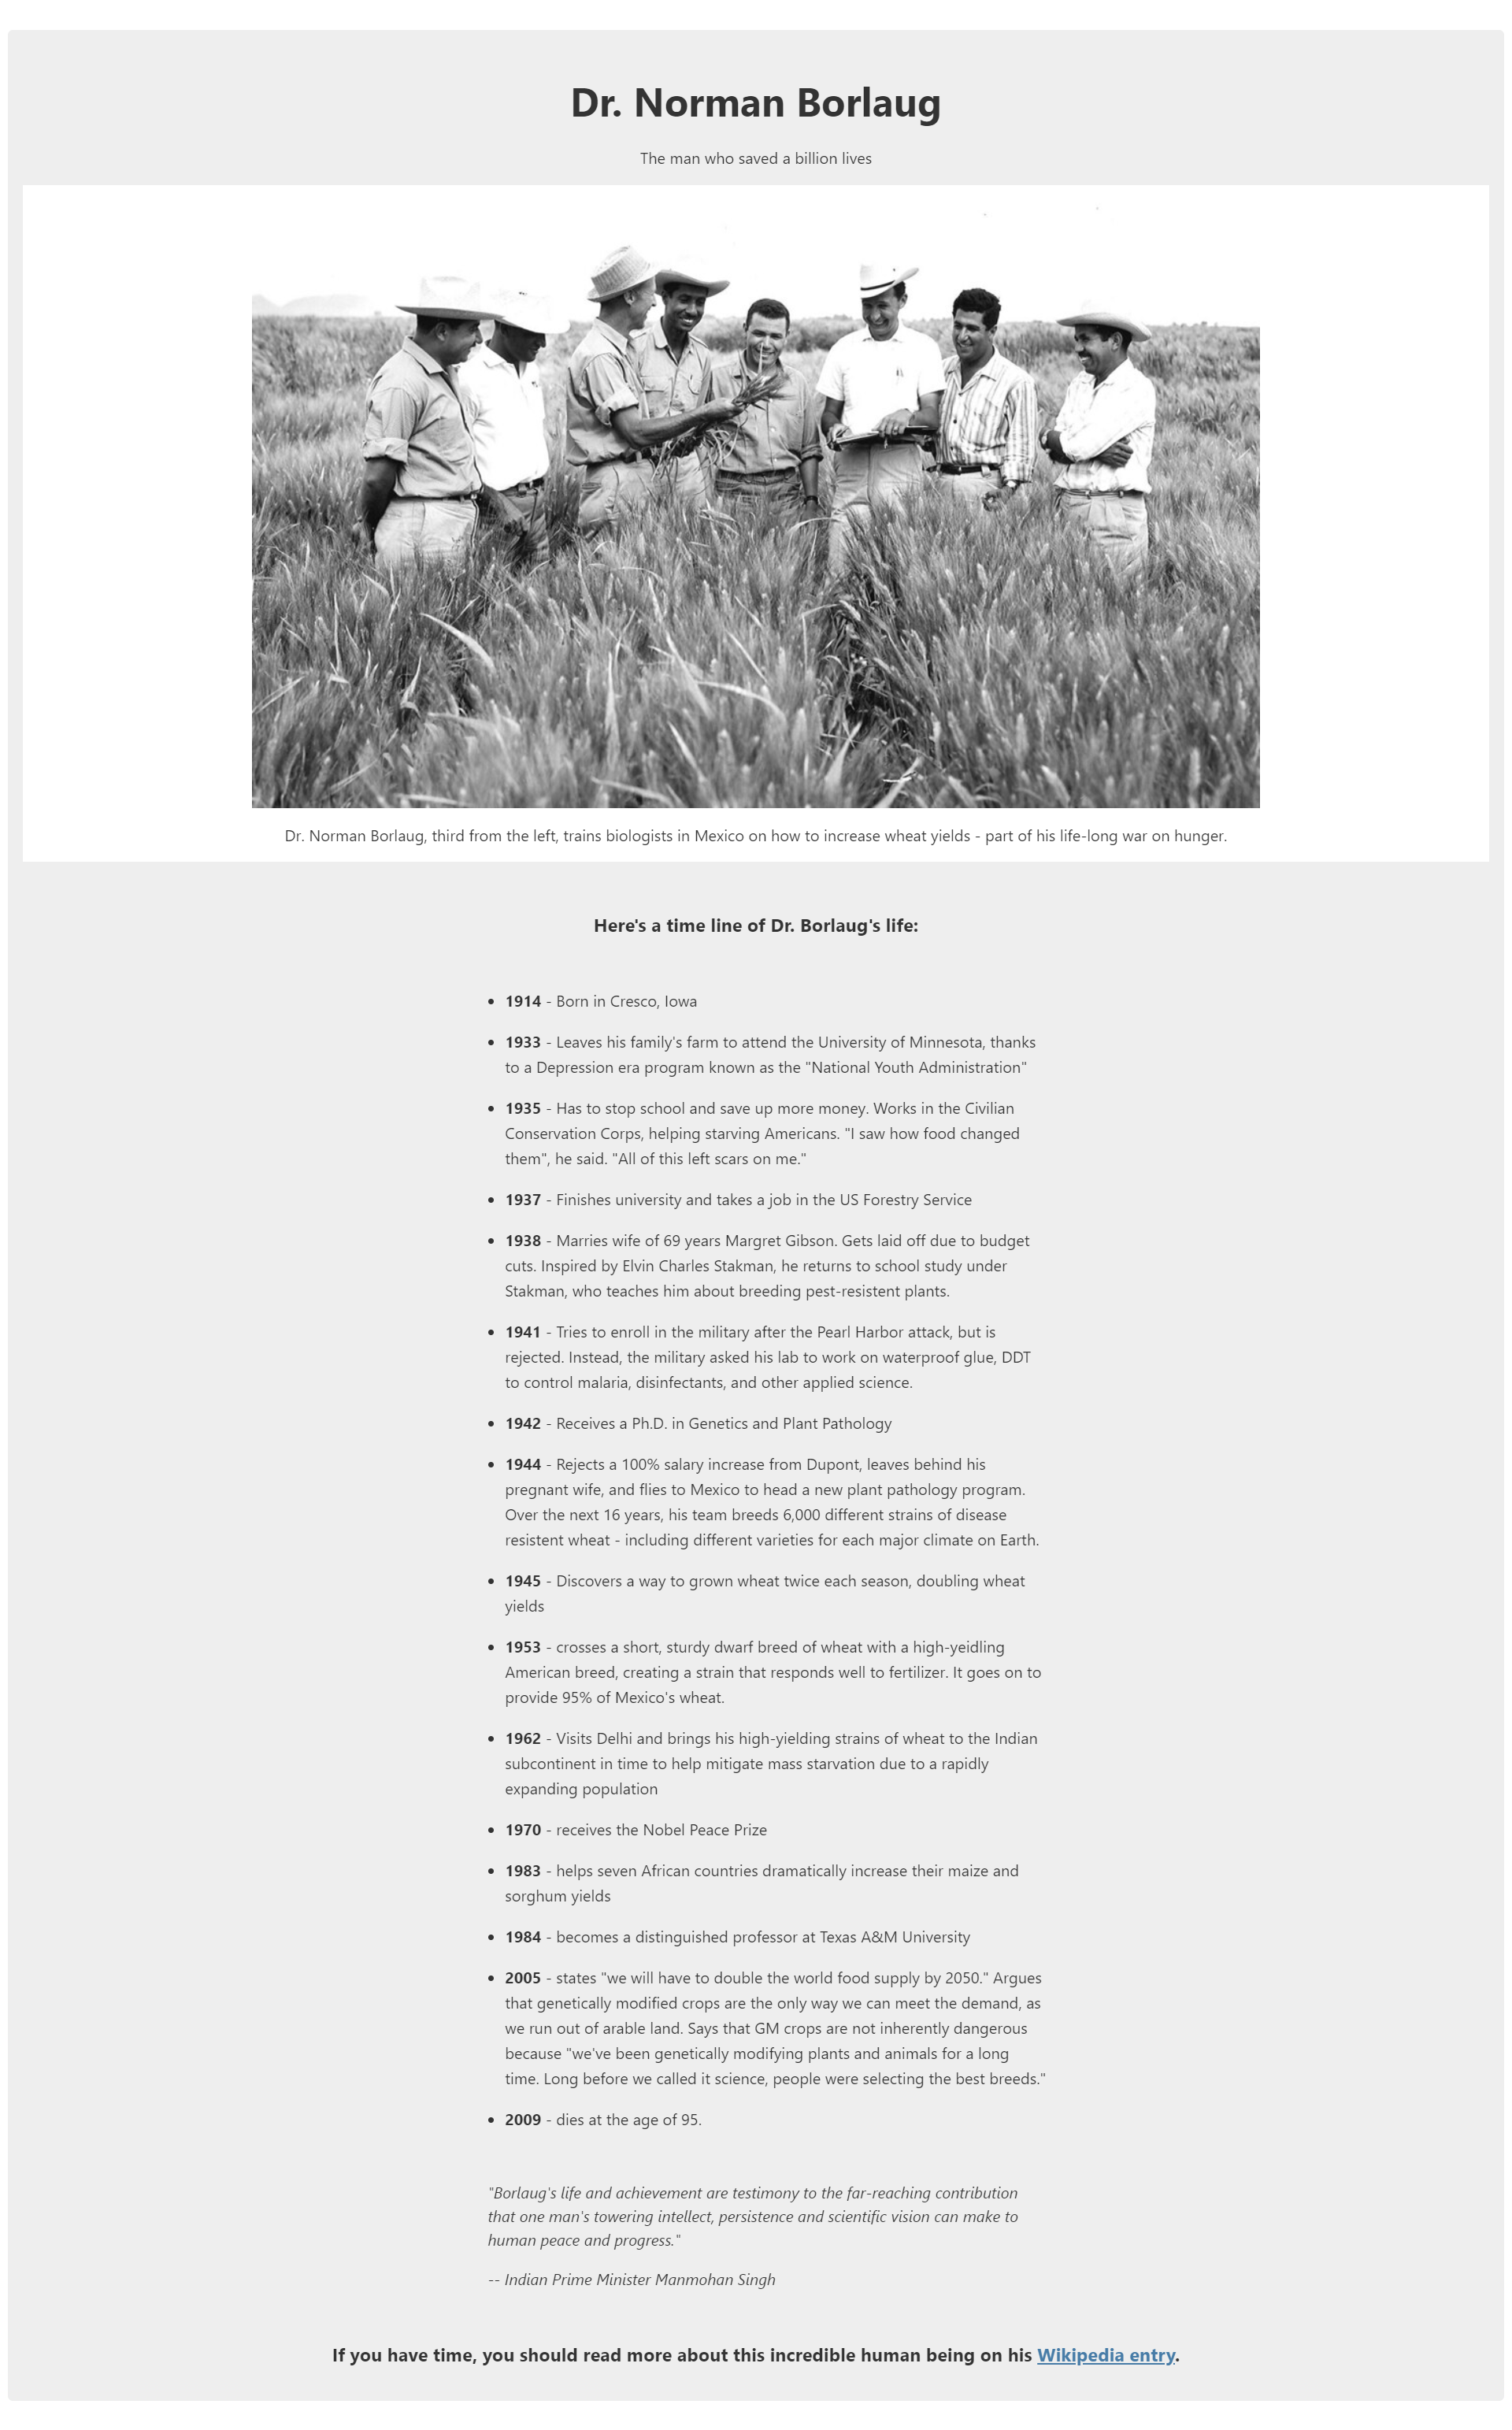 Dr. Norman Borlaug
The man who saved a billion lives
Dr. Norman Borlaug, third from the left, trains biologists in Mexico on how to increase wheat yields - part of his life-long war on hunger.
Here's a time line of Dr. Borlaug's life:
• 1914 - Born in Cresco, Iowa
• 1933 - Leaves his family's farm to attend the University of Minnesota, thanks
to a Depression era program known as the "National Youth Administration"
• 1935 - Has to stop school and save up more money. Works in the Civilian
Conservation Corps, helping starving Americans. "I saw how food changed
them", he said. "All of this left scars on me."
• 1937 - Finishes university and takes a job in the US Forestry Service
• 1938 - Marries wife of 69 years Margret Gibson. Gets laid off due to budget
cuts. Inspired by Elvin Charles Stakman, he returns to school study under
Stakman, who teaches him about breeding pest-resistent plants.
• 1941 - Tries to enroll in the military after the Pearl Harbor attack, but is
rejected. Instead, the military asked his lab to work on waterproof glue, DDT
to control malaria, disinfectants, and other applied science.
• 1942 - Receives a Ph.D. in Genetics and Plant Pathology
• 1944 - Rejects a 100% salary increase from Dupont, leaves behind his
pregnant wife, and flies to Mexico to head a new plant pathology program.
Over the next 16 years, his team breeds 6,000 different strains of disease
resistent wheat - including different varieties for each major climate on Earth.
• 1945 - Discovers a way to grown wheat twice each season, doubling wheat
yields
• 1953 - crosses a short, sturdy dwarf breed of wheat with a high-yeidling
American breed, creating a strain that responds well to fertilizer. It goes on to
provide 95% of Mexico's wheat.
• 1962 - Visits Delhi and brings his high-yielding strains of wheat to the Indian
subcontinent in time to help mitigate mass starvation due to a rapidly
expanding population
• 1970 - receives the Nobel Peace Prize
• 1983 - helps seven African countries dramatically increase their maize and
sorghum yields
• 1984 - becomes a distinguished professor at Texas A&M University
• 2005 - states "we will have to double the world food supply by 2050." Argues
that genetically modified crops are the only way we can meet the demand, as
we run out of arable land. Says that GM crops are not inherently dangerous
because "we've been genetically modifying plants and animals for a long
time. Long before we called it science, people were selecting the best breeds."
• 2009 - dies at the age of 95.
"Borlaug's life and achievement are testimony to the far-reaching contribution
that one man's towering intellect, persistence and scientific vision can make to
human peace and progress."
-- Indian Prime Minister Manmohan Singh
If you have time, you should read more about this incredible human being on his Wikipedia entry.